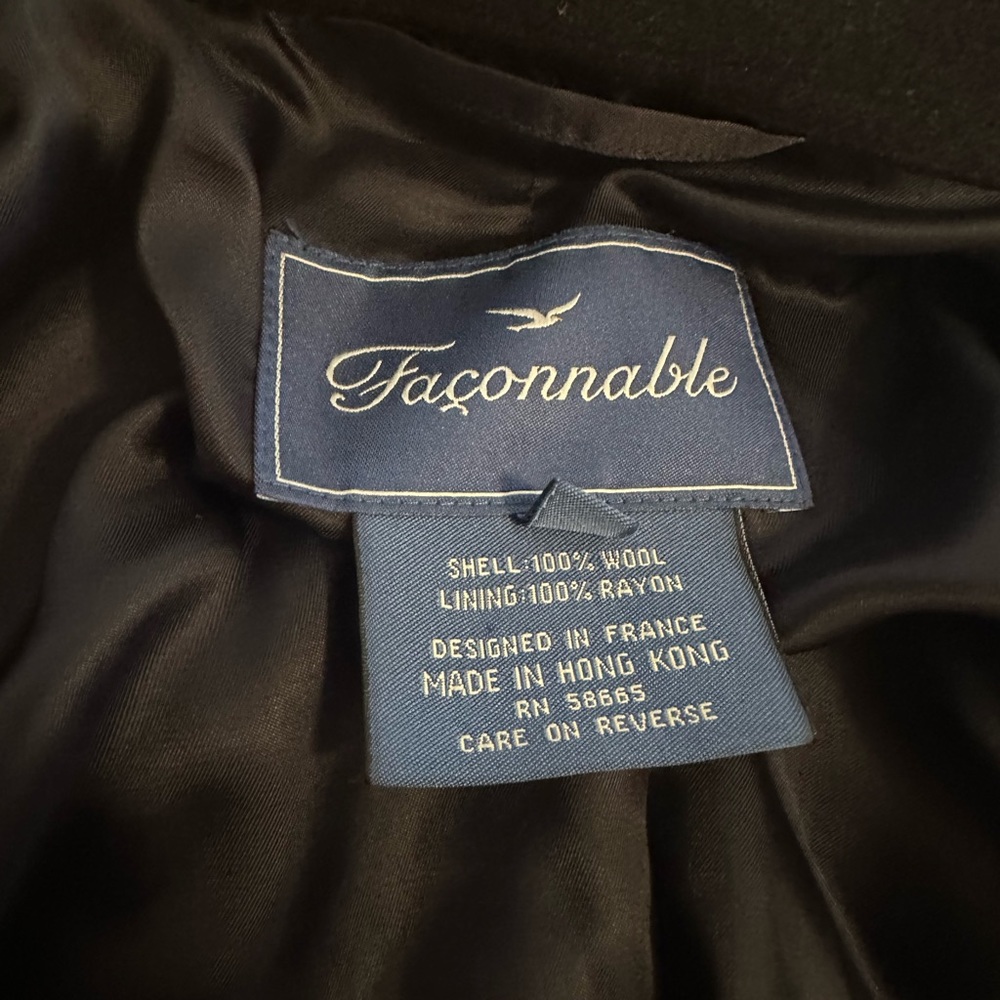 Façonnable
SHELL:100% WOOL
LINING:100% RAYON
DESIGNED IN FRANCE
MADE IN HONG KONG
RN 58665
CARE ON REVERSE